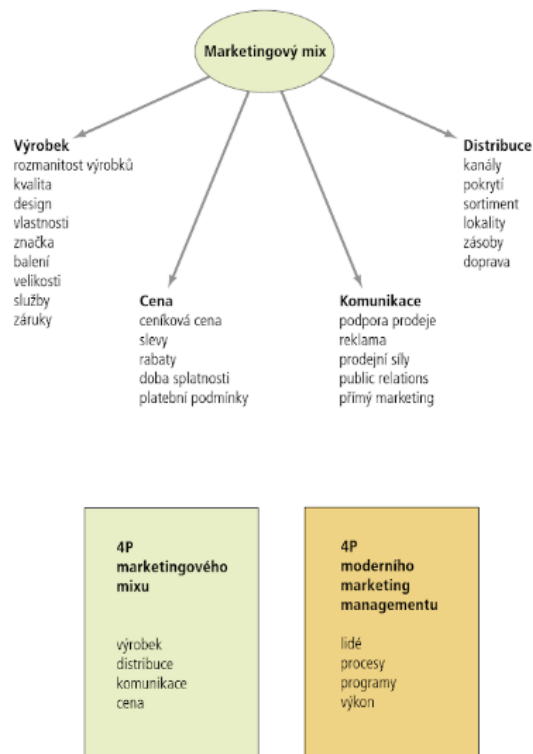 Marketingový mix
Výrobek
rozmanitost výrobků
kvalita
design
vlastnosti
značka
balení
velikosti
služby
záruky
Cena
ceníková cena
slevy
rabaty
doba splatnosti
platební podmínky
Komunikace
podpora prodeje
reklama
prodejní síly
public relations
přímý marketing
Distribuce
kanály
pokrytí
sortiment
lokality
zásoby
doprava
4P
marketingového
mixu
výrobek
distribuce
komunikace
cena
4P
moderního
marketing
managementu
lidé
procesy
programy
výkon